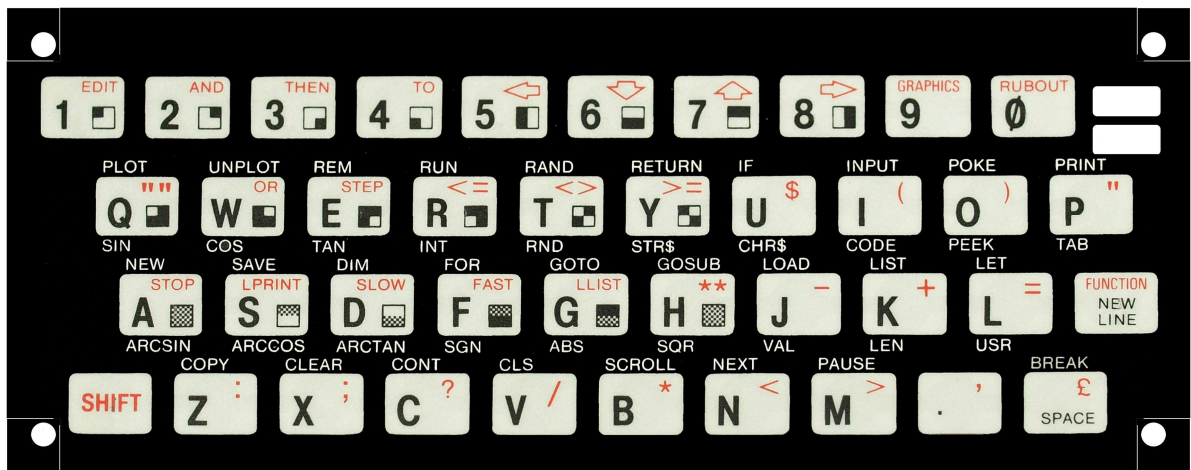 EDIT AND THEN TO GRAPHICS RUBOUT
1 2 3 4 5 6 7 8 9 0
PLOT UNPLOT REM RUN RAND RETURN IF INPUT POKE PRINT
"" OR STEP <= <> >= $ ( ) "
Q W E R T Y U I O P
SIN COS TAN INT RND STR$ CHR$ CODE PEEK TAB
NEW SAVE DIM FOR GOTO GOSUB LOAD LIST LET
STOP LPRINT SLOW FAST LLIST ** - + = FUNCTION
A S D F G H J K L NEW LINE
ARCSIN ARCCOS ARCTAN SGN ABS SQR VAL LEN USR
COPY CLEAR CONT CLS SCROLL NEXT PAUSE BREAK
: ; ? / * < > , £
SHIFT Z X C V B N M . SPACE